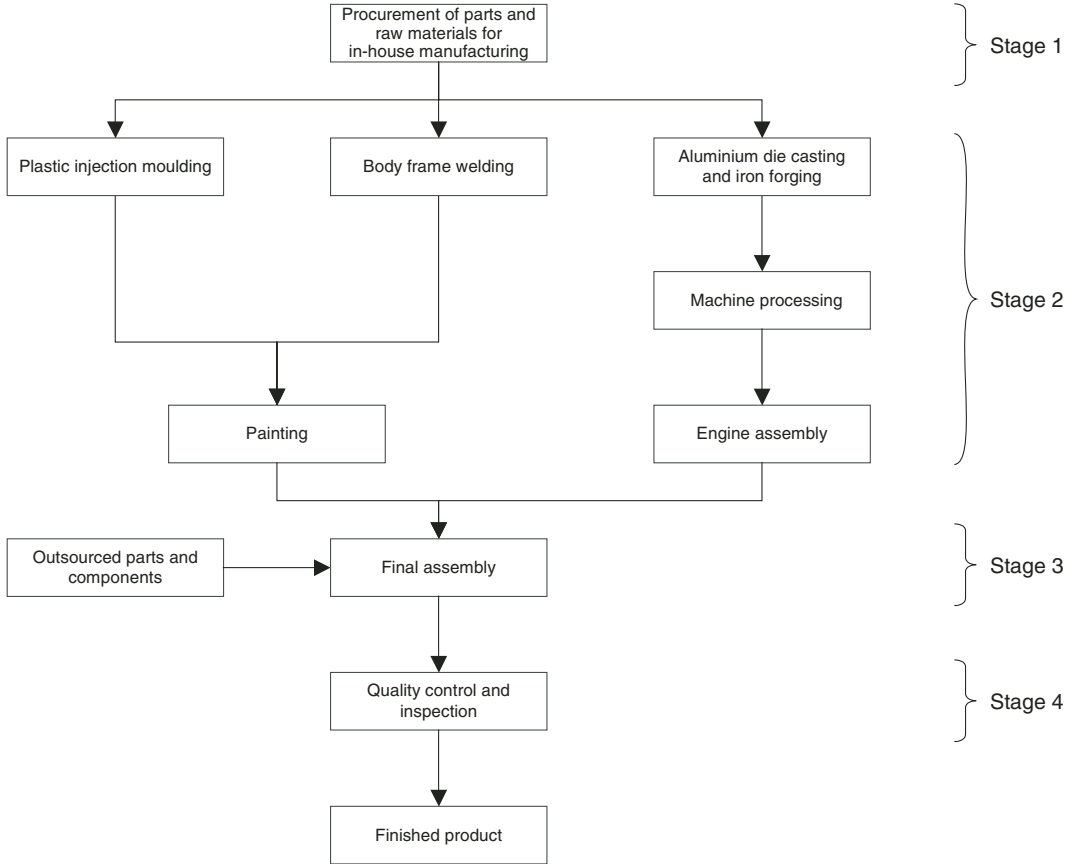 Procurement of parts and
raw materials for
in-house manufacturing
Stage 1
Plastic injection moulding
Body frame welding
Aluminium die casting
and iron forging
Machine processing
Stage 2
Painting
Engine assembly
Outsourced parts and
components
Final assembly
Stage 3
Quality control and
inspection
Stage 4
Finished product